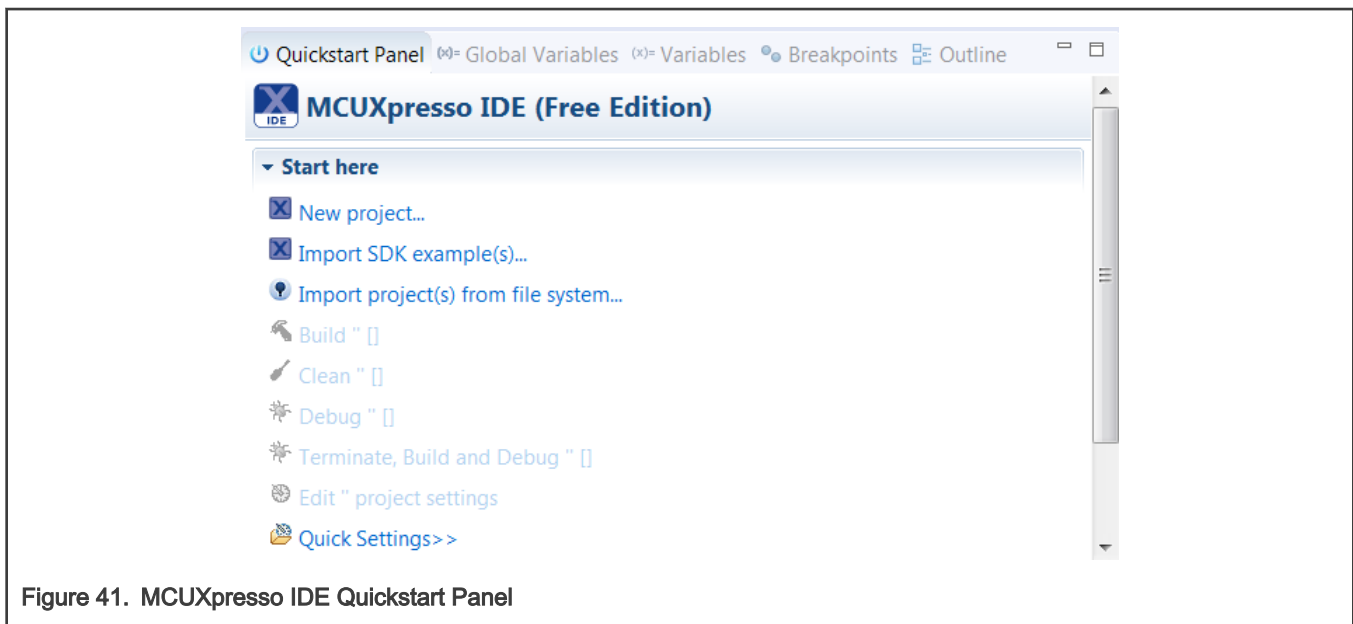 Quickstart Panel (x)= Global Variables (x)= Variables Breakpoints Outline
IDE MCUXpresso IDE (Free Edition)
Start here
New project...
Import SDK example(s)...
Import project(s) from file system...
Build '' []
Clean '' []
Debug '' []
Terminate, Build and Debug '' []
Edit '' project settings
Quick Settings>>
Figure 41. MCUXpresso IDE Quickstart Panel